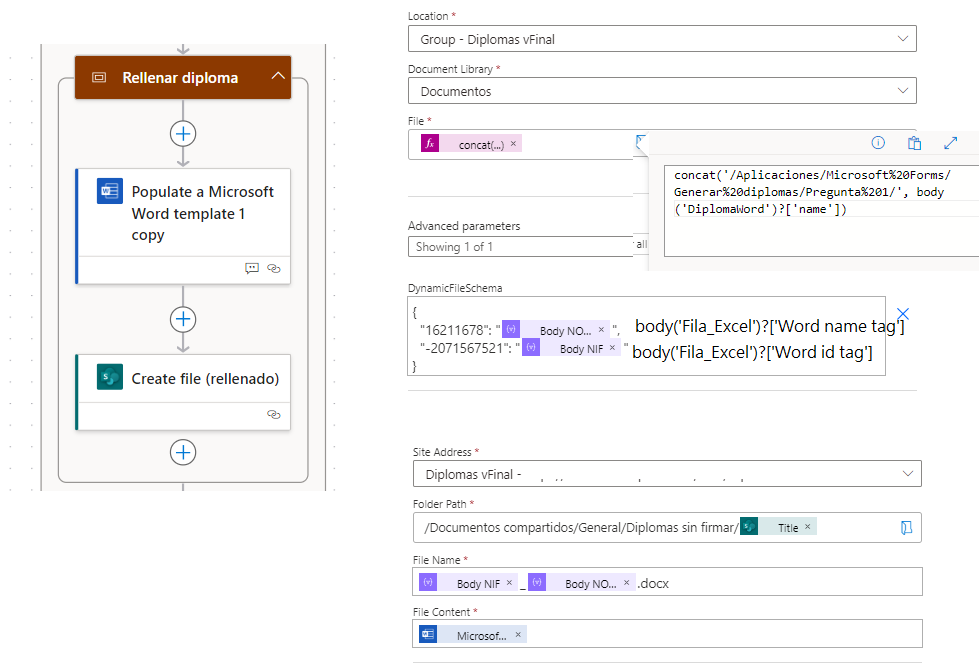 Rellenar diploma
Populate a Microsoft
Word template 1
copy
Create file (rellenado)
Location *
Group - Diplomas vFinal
Document Library *
Documentos
File *
fx concat(...) ×
concat('/Aplicaciones/Microsoft%20Forms/
Generar%20diplomas/Pregunta%201/', body
('DiplomaWord')?['name'])
Advanced parameters
Showing 1 of 1
all
DynamicFileSchema
{
"16211678": " Body NO... × ", body('Fila_Excel')?['Word name tag']
"-2071567521": " Body NIF × " body('Fila_Excel')?['Word id tag']
}
Site Address *
Diplomas vFinal -
Folder Path *
/Documentos compartidos/General/Diplomas sin firmar/ Title ×
File Name *
Body NIF × _ Body NO... × .docx
File Content *
Microsof... ×